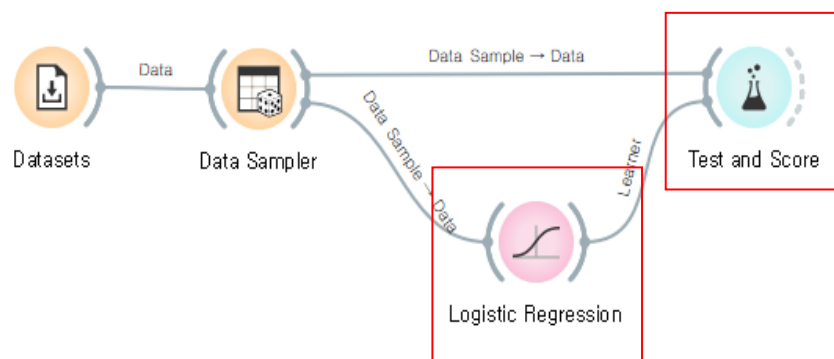 Data
Data Sample → Data
Data Sample → Data
Learner
Datasets
Data Sampler
Test and Score
Logistic Regression